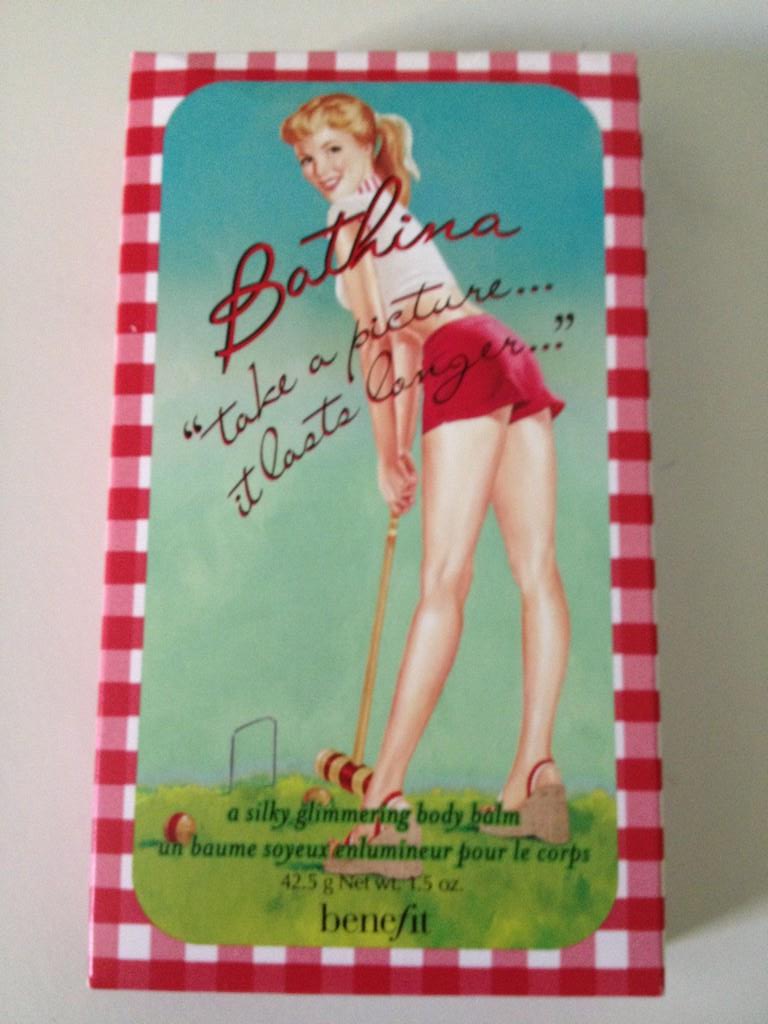 Bathina
“take a picture...
it lasts longer...”
a silky glimmering body balm
un baume soyeux enlumineur pour le corps
42.5 g Net wt. 1.5 oz.
benefit